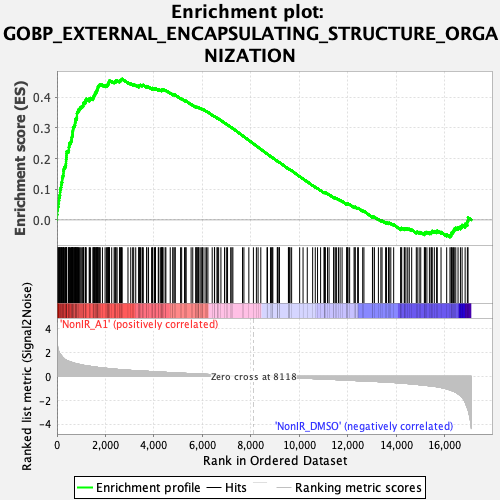 Enrichment plot:
GOBP_EXTERNAL_ENCAPSULATING_STRUCTURE_ORGA
NIZATION
Enrichment score (ES)
0.4
0.3
0.2
0.1
0.0
'NonIR_A1' (positively correlated)
Ranked list metric (Signal2Noise)
4
2
0
-2
-4
Zero cross at 8118
'NonIR_DMSO' (negatively correlated)
0
2,000
4,000
6,000
8,000
10,000
12,000
14,000
16,000
Rank in Ordered Dataset
Enrichment profile
Hits
Ranking metric scores